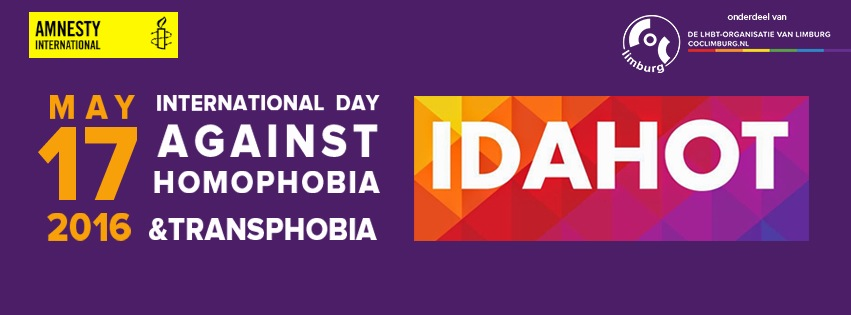 AMNESTY
INTERNATIONAL
onderdeel van
COC
limburg
DE LHBT-ORGANISATIE VAN LIMBURG
COCLIMBURG.NL
MAY
17
2016
INTERNATIONAL DAY
AGAINST
HOMOPHOBIA
&TRANSPHOBIA
IDAHOT